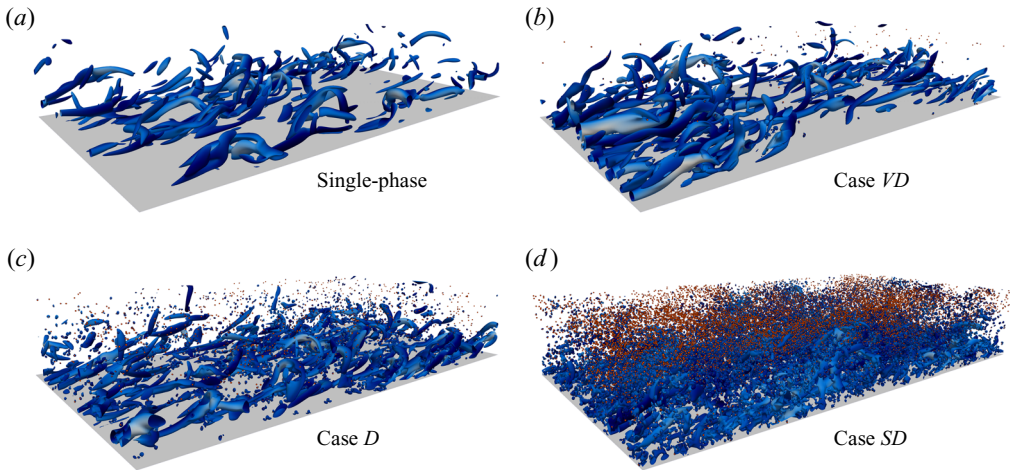 (a)
(b)
Single-phase
Case VD
(c)
(d)
Case D
Case SD